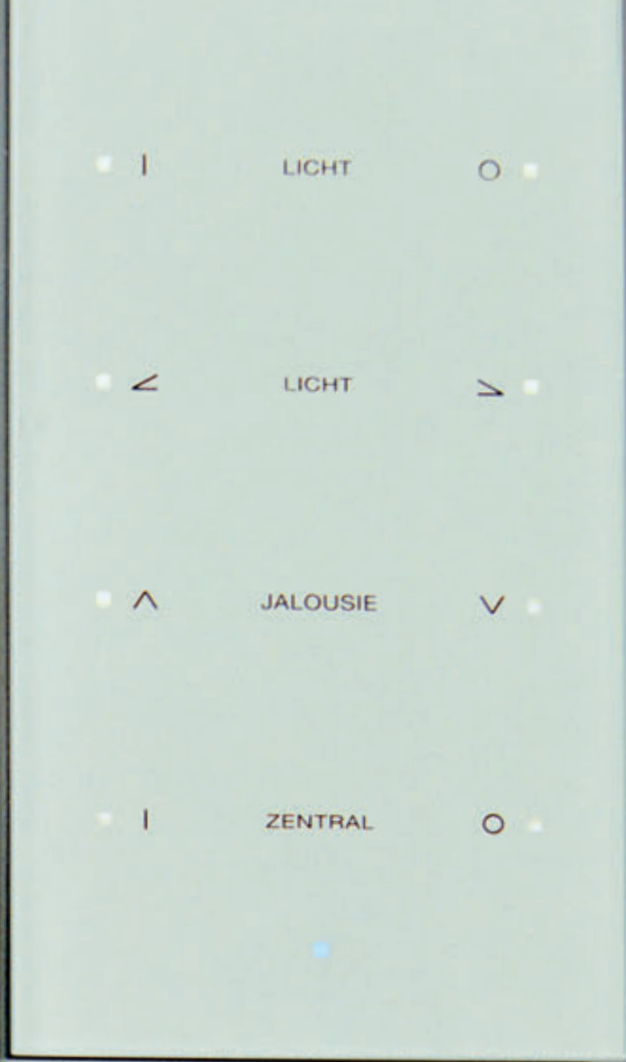 I LICHT O
< LICHT >
∧ JALOUSIE ∨
I ZENTRAL O